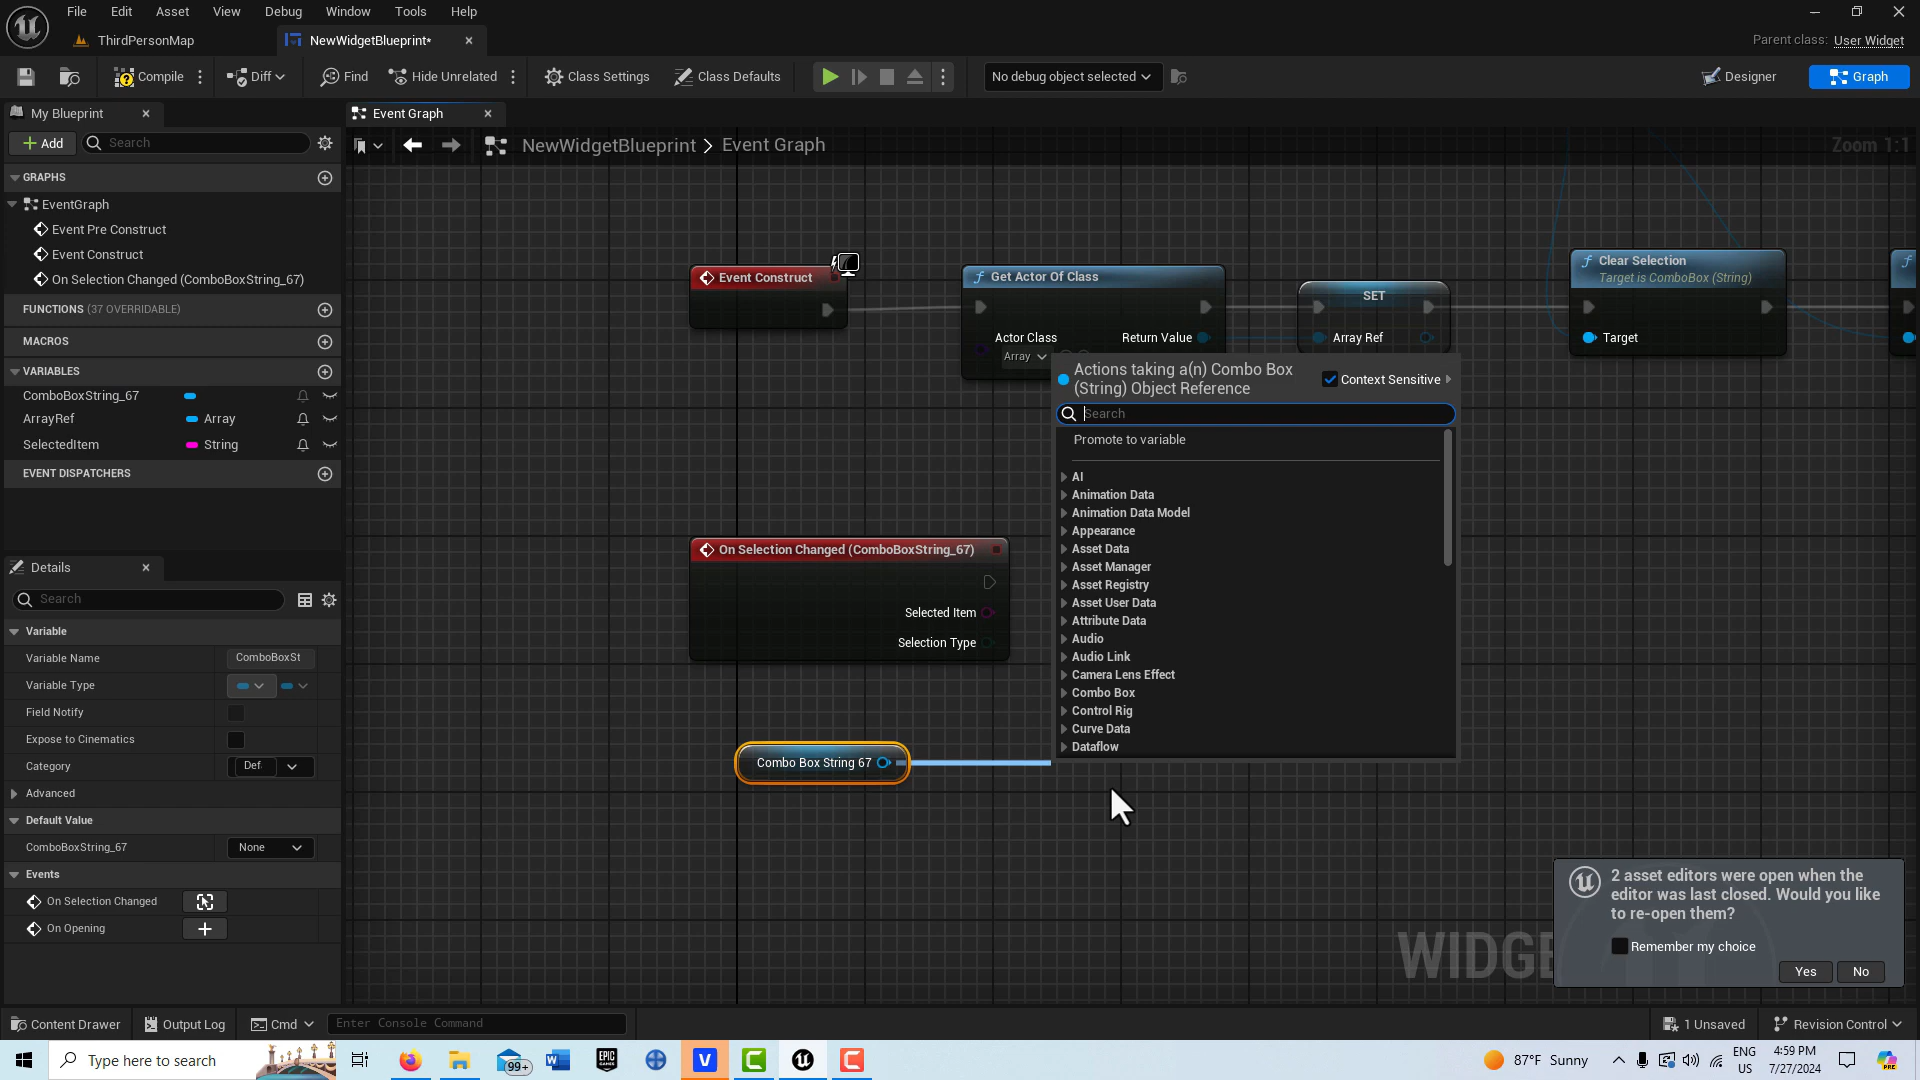 File Edit Asset View Debug Window Tools Help
ThirdPersonMap
NewWidgetBlueprint*
Parent class: User Widget
Compile
Diff
Find
Hide Unrelated
Class Settings
Class Defaults
No debug object selected
Designer
Graph
My Blueprint
Event Graph
Add
Search
NewWidgetBlueprint > Event Graph
Zoom 1:1
GRAPHS
EventGraph
Event Pre Construct
Event Construct
On Selection Changed (ComboBoxString_67)
FUNCTIONS (37 OVERRIDABLE)
MACROS
VARIABLES
ComboBoxString_67
ArrayRef Array
SelectedItem String
EVENT DISPATCHERS
Details
Search
Variable
Variable Name ComboBoxSt
Variable Type
Field Notify
Expose to Cinematics
Category Def
Advanced
Default Value
ComboBoxString_67 None
Events
On Selection Changed
On Opening
Event Construct
Get Actor Of Class
Actor Class Return Value
Array
SET
Array Ref
Clear Selection
Target is ComboBox (String)
Target
Actions taking a(n) Combo Box
(String) Object Reference
Context Sensitive
Search
Promote to variable
AI
Animation Data
Animation Data Model
Appearance
Asset Data
Asset Manager
Asset Registry
Asset User Data
Attribute Data
Audio
Audio Link
Camera Lens Effect
Combo Box
Control Rig
Curve Data
Dataflow
On Selection Changed (ComboBoxString_67)
Selected Item
Selection Type
Combo Box String 67
WIDGE
2 asset editors were open when the
editor was last closed. Would you like
to re-open them?
Remember my choice
Yes No
Content Drawer
Output Log
Cmd
Enter Console Command
1 Unsaved
Revision Control
Type here to search
99+
EPIC
GAMES
87°F Sunny
ENG
US
4:59 PM
7/27/2024
PRE